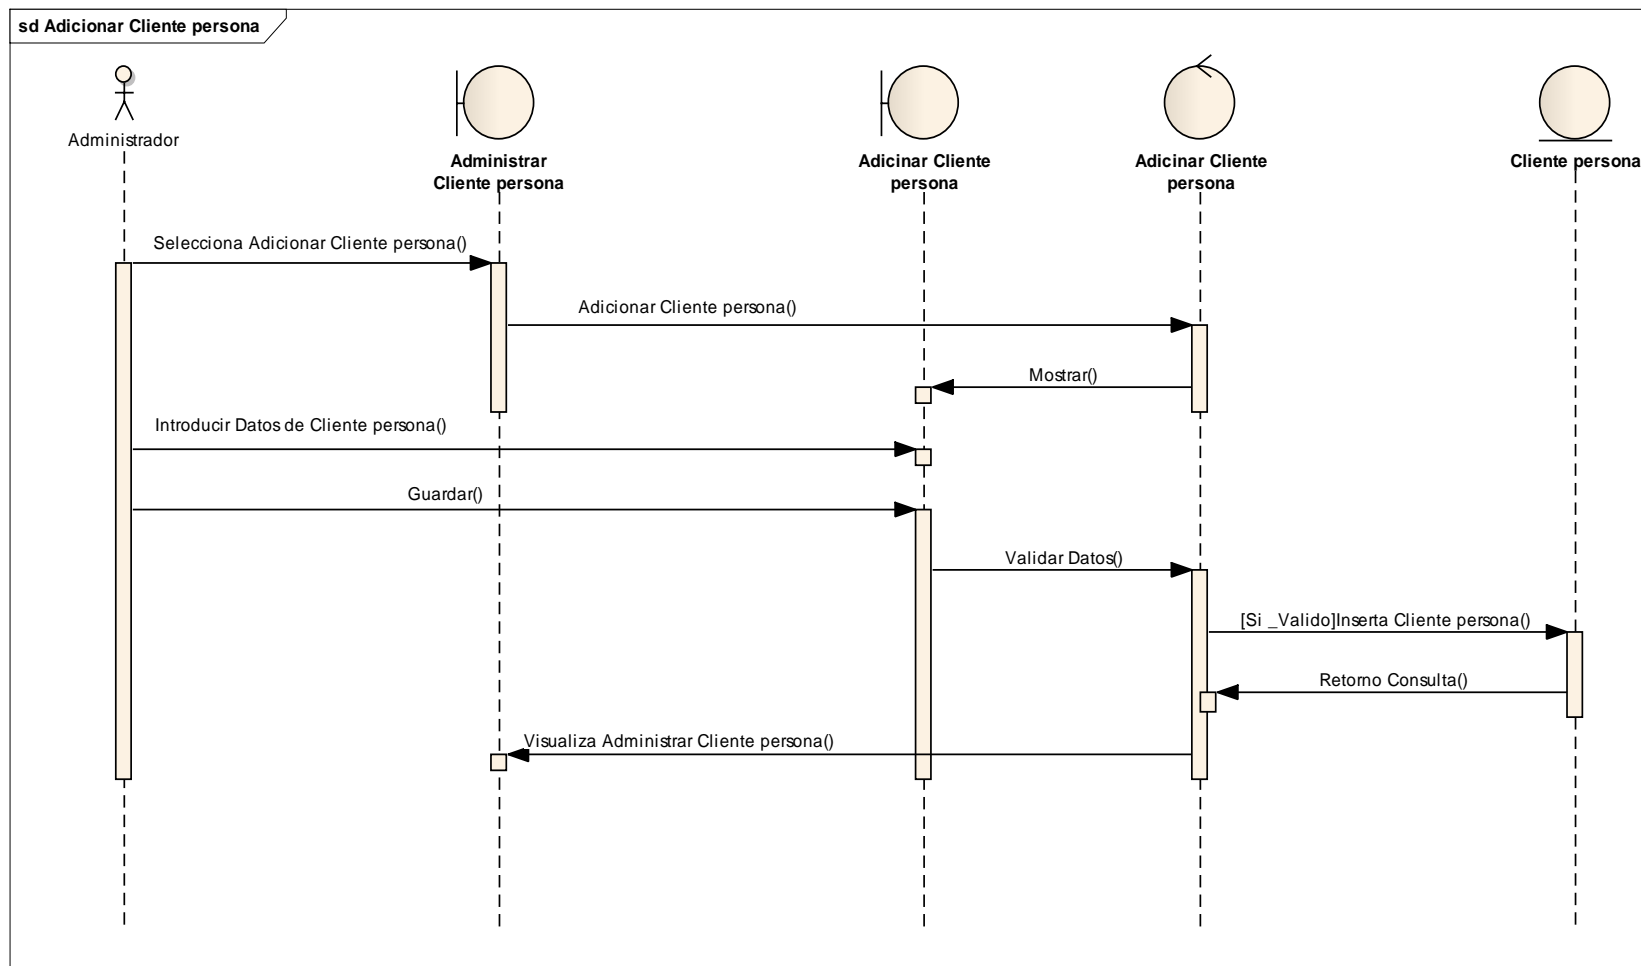 sd Adicionar Cliente persona
Administrador
Administrar
Cliente persona
Adicinar Cliente
persona
Adicinar Cliente
persona
Cliente persona
Selecciona Adicionar Cliente persona()
Adicionar Cliente persona()
Mostrar()
Introducir Datos de Cliente persona()
Guardar()
Validar Datos()
[Si _Valido]Inserta Cliente persona()
Retorno Consulta()
Visualiza Administrar Cliente persona()